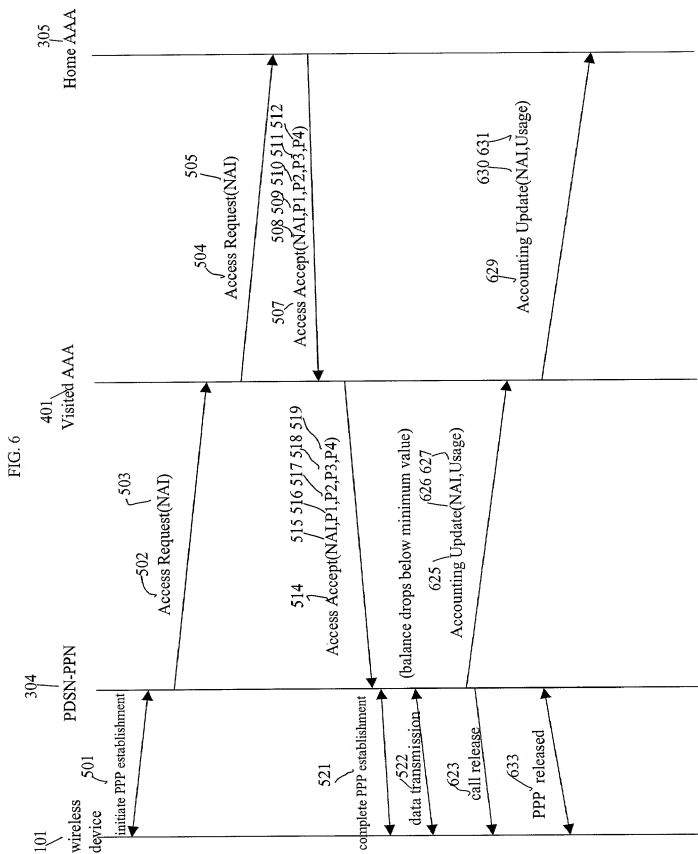 FIG. 6
101
wireless
device
304
PDSN-PPN
401
Visited AAA
305
Home AAA
501
initiate PPP establishment
502 503
Access Request(NAI)
504 505
Access Request(NAI)
507 508 509 510 511 512
Access Accept(NAI,P1,P2,P3,P4)
514 515 516 517 518 519
Access Accept(NAI,P1,P2,P3,P4)
521
complete PPP establishment
522
data transmission
(balance drops below minimum value)
623
call release
625 626 627
Accounting Update(NAI,Usage)
629 630 631
Accounting Update(NAI,Usage)
633
PPP released